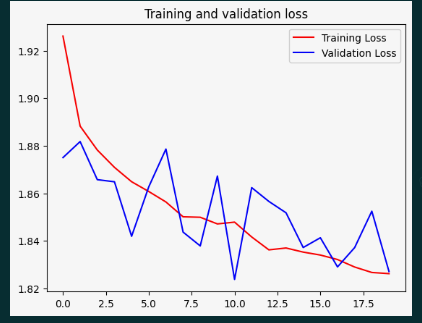 Training and validation loss
Training Loss
Validation Loss
1.92
1.90
1.88
1.86
1.84
1.82
0.0 2.5 5.0 7.5 10.0 12.5 15.0 17.5